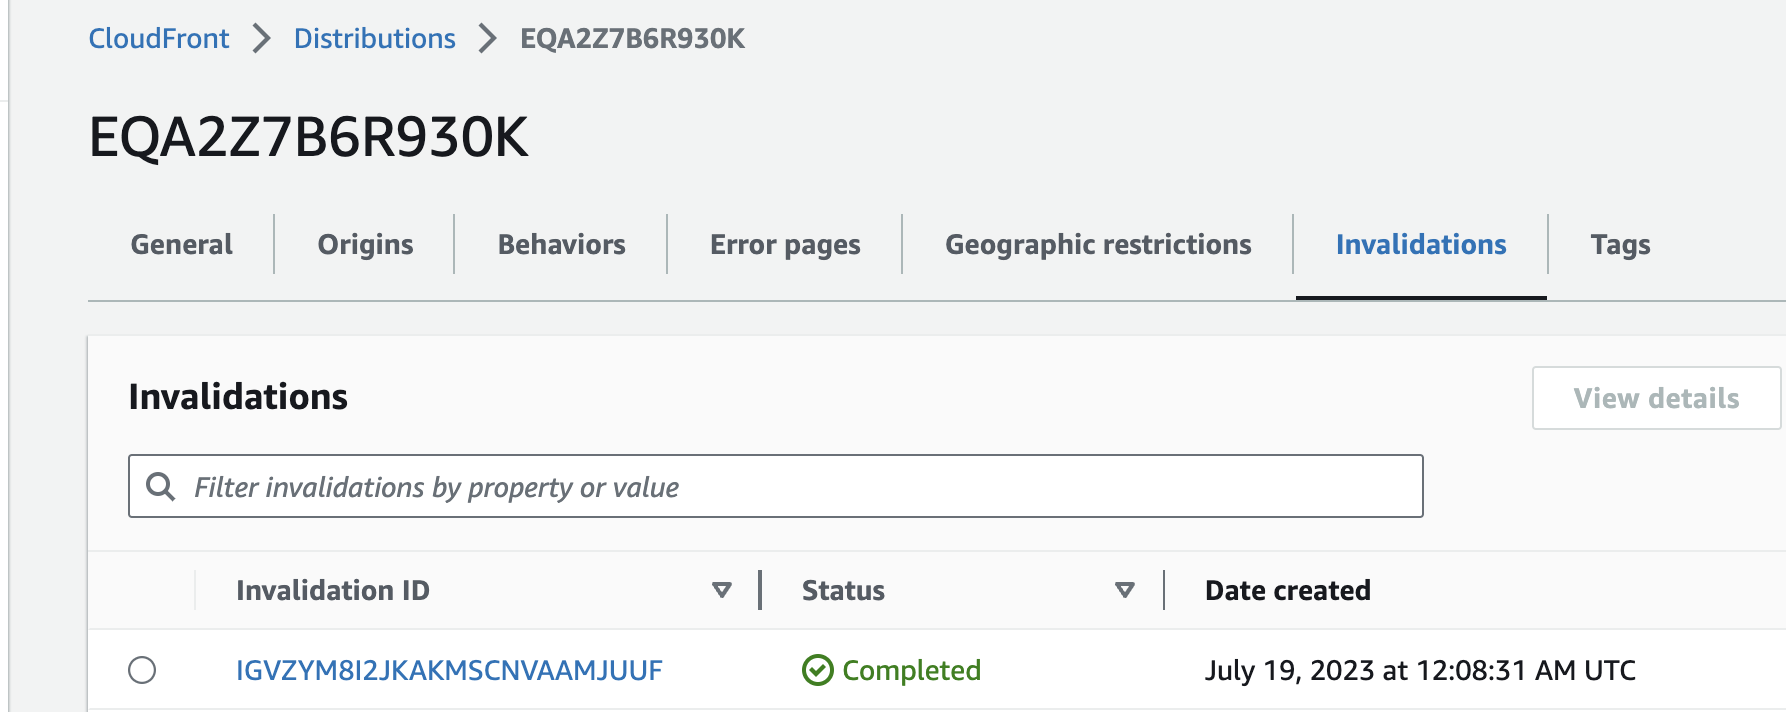 CloudFront > Distributions > EQA2Z7B6R930K
EQA2Z7B6R930K
General Origins Behaviors Error pages Geographic restrictions Invalidations Tags
Invalidations View details
Filter invalidations by property or value
Invalidation ID Status Date created
IGVZYM8I2JKAKMSCNVAAMJUUF Completed July 19, 2023 at 12:08:31 AM UTC